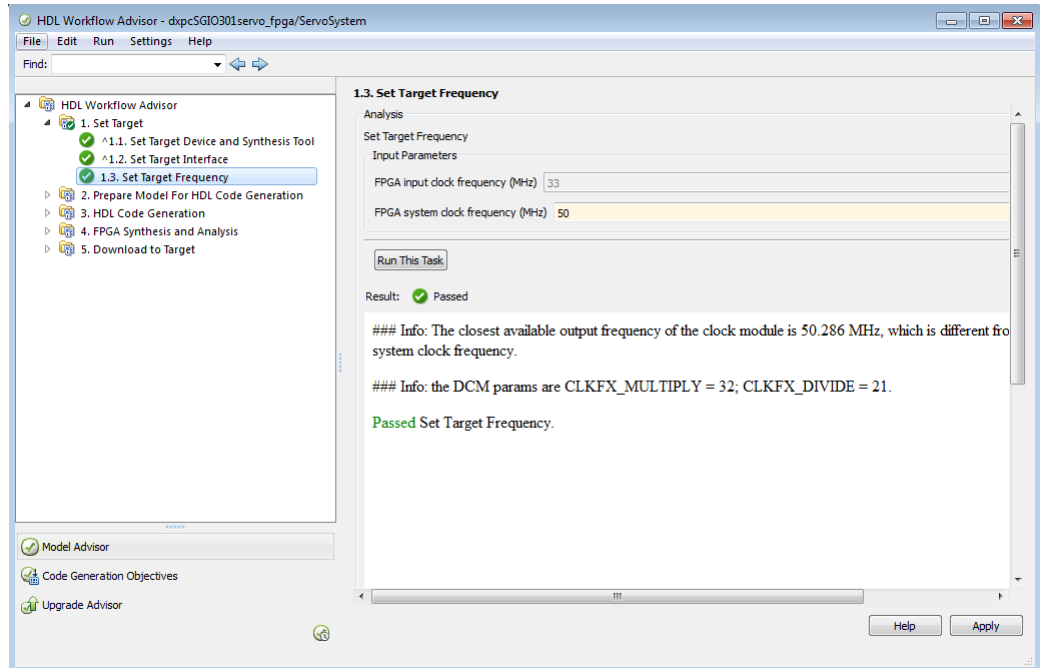 HDL Workflow Advisor - dxpcSGIO301servo_fpga/ServoSystem
File Edit Run Settings Help
Find:
HDL Workflow Advisor
1. Set Target
^1.1. Set Target Device and Synthesis Tool
^1.2. Set Target Interface
1.3. Set Target Frequency
2. Prepare Model For HDL Code Generation
3. HDL Code Generation
4. FPGA Synthesis and Analysis
5. Download to Target
Model Advisor
Code Generation Objectives
Upgrade Advisor
1.3. Set Target Frequency
Analysis
Set Target Frequency
Input Parameters
FPGA input clock frequency (MHz) 33
FPGA system clock frequency (MHz) 50
Run This Task
Result: Passed
### Info: The closest available output frequency of the clock module is 50.286 MHz, which is different fro
system clock frequency.
### Info: the DCM params are CLKFX_MULTIPLY = 32; CLKFX_DIVIDE = 21.
Passed Set Target Frequency.
Help Apply